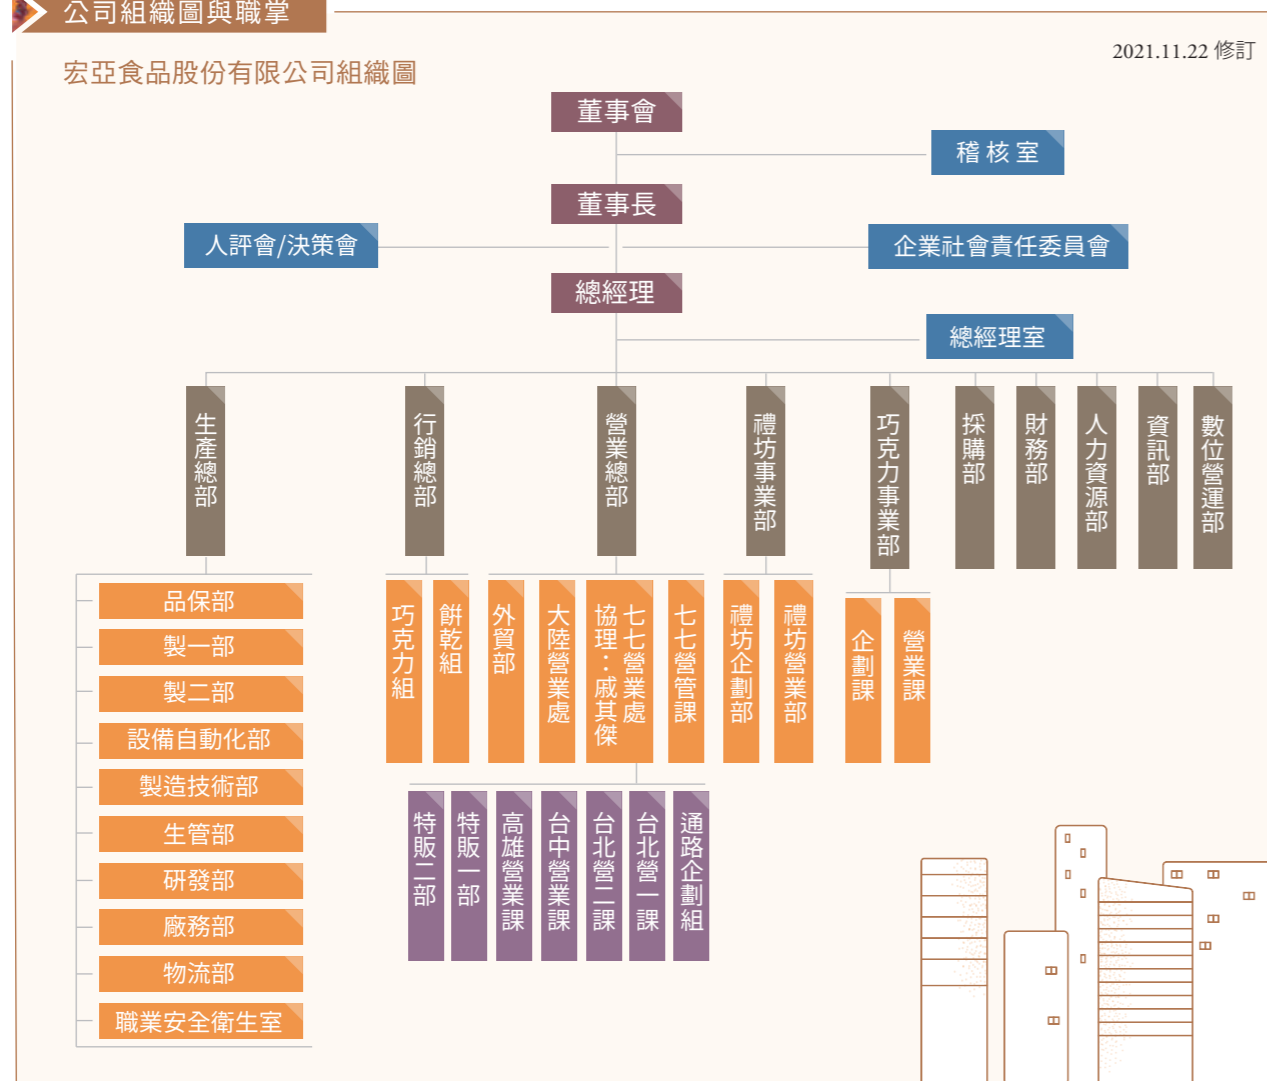 公司組織圖與職掌
2021.11.22 修訂
宏亞食品股份有限公司組織圖
董事會
稽核室
董事長
人評會/決策會
企業社會責任委員會
總經理
總經理室
生產總部
行銷總部
營業總部
禮坊事業部
巧克力事業部
採購部
財務部
人力資源部
資訊部
數位營運部
品保部
製一部
製二部
設備自動化部
製造技術部
生管部
研發部
廠務部
物流部
職業安全衛生室
巧克力組
餅乾組
外貿部
大陸營業處
七七營業處
協理：戚其傑
七七營管課
禮坊企劃部
禮坊營業部
企劃課
營業課
特販二部
特販一部
高雄營業課
台中營業課
台北營二課
台北營一課
通路企劃組